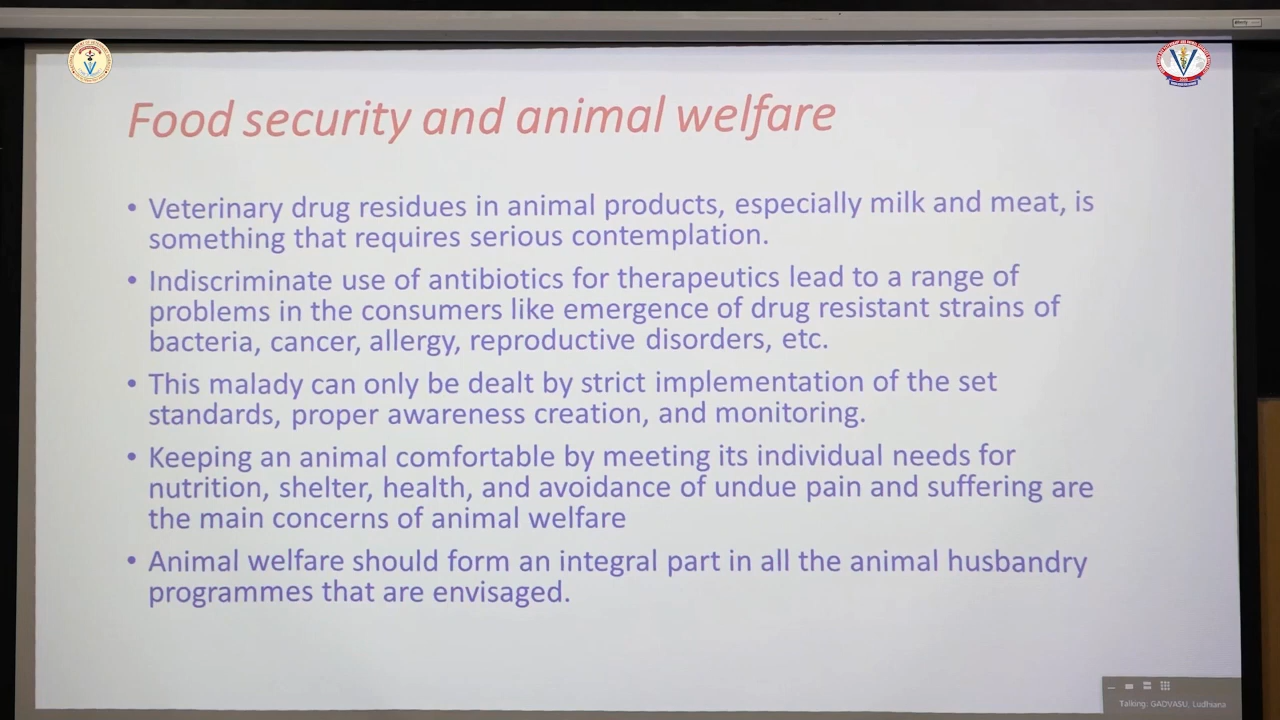 Food security and animal welfare
• Veterinary drug residues in animal products, especially milk and meat, is
something that requires serious contemplation.
• Indiscriminate use of antibiotics for therapeutics lead to a range of
problems in the consumers like emergence of drug resistant strains of
bacteria, cancer, allergy, reproductive disorders, etc.
• This malady can only be dealt by strict implementation of the set
standards, proper awareness creation, and monitoring.
• Keeping an animal comfortable by meeting its individual needs for
nutrition, shelter, health, and avoidance of undue pain and suffering are
the main concerns of animal welfare
• Animal welfare should form an integral part in all the animal husbandry
programmes that are envisaged.
Talking: GADVASU, Ludhiana